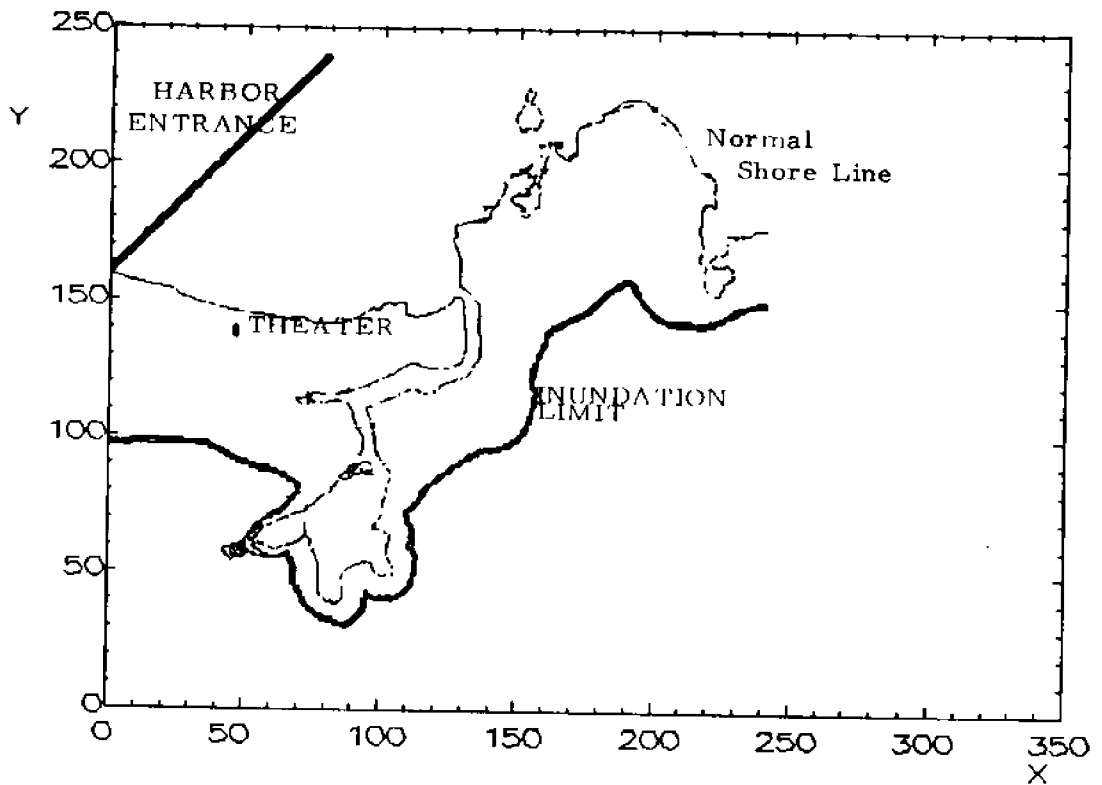 250
Y
HARBOR
ENTRANCE
Normal
Shore Line
200
150
THEATER
INUNDATION
LIMIT
100
50
0
0 50 100 150 200 250 300 350
X